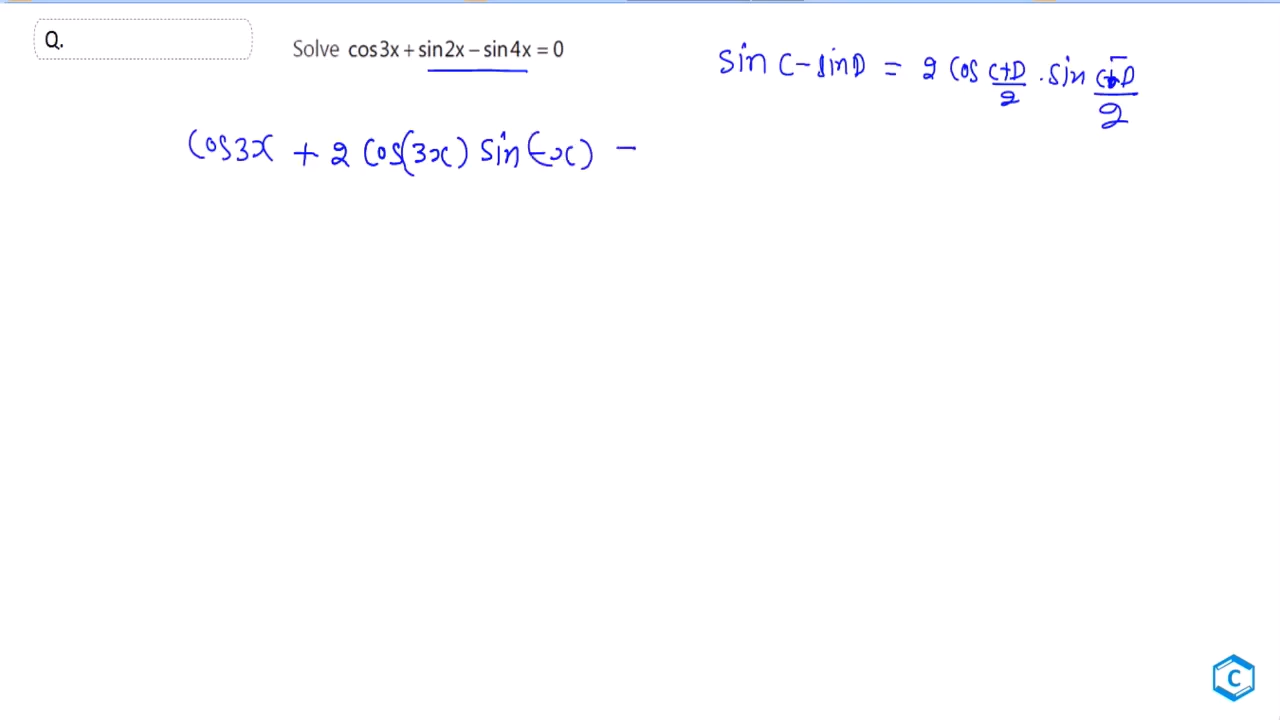 Q.
Solve cos3x + sin2x – sin4x = 0
sin C - sin D = 2 cos C+D/2 . sin C-D/2
cos3x + 2 cos(3x) sin(-x) =
C